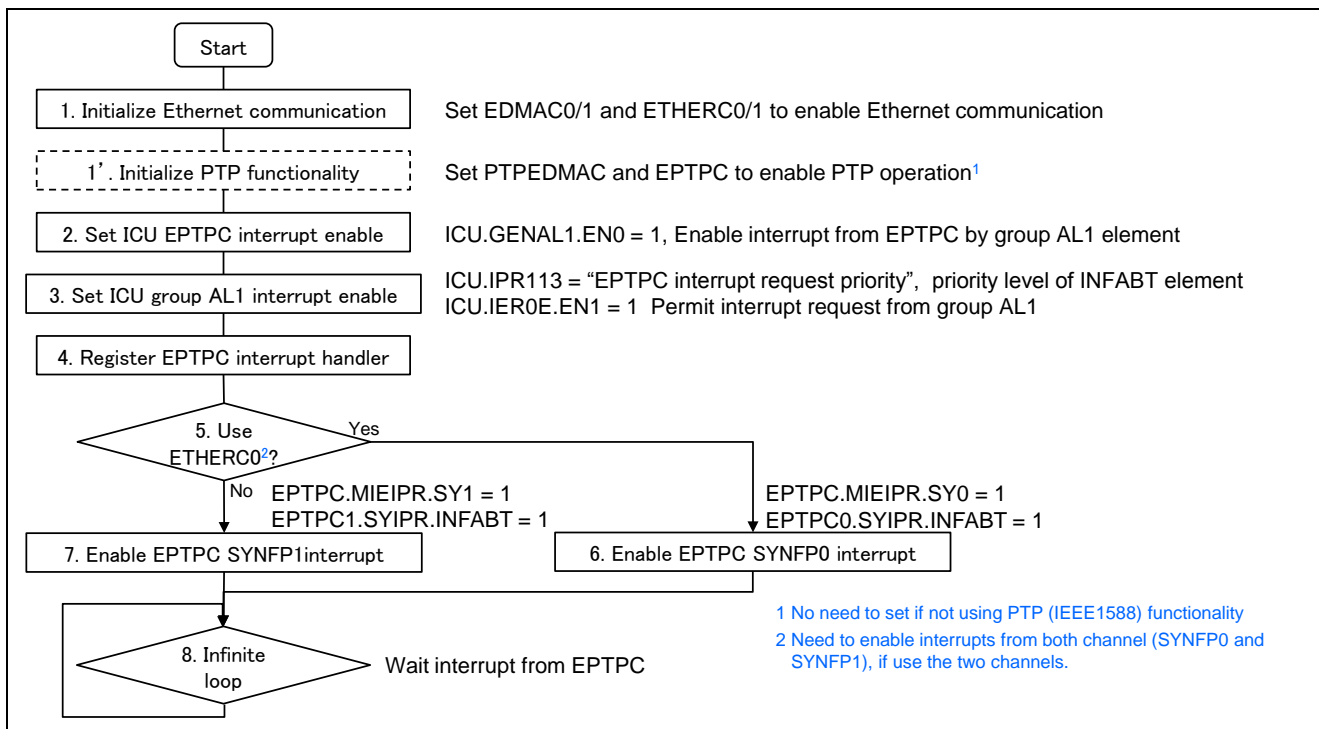 Start
1. Initialize Ethernet communication
Set EDMAC0/1 and ETHERC0/1 to enable Ethernet communication
1’. Initialize PTP functionality
Set PTPEDMAC and EPTPC to enable PTP operation1
2. Set ICU EPTPC interrupt enable
ICU.GENAL1.EN0 = 1, Enable interrupt from EPTPC by group AL1 element
3. Set ICU group AL1 interrupt enable
ICU.IPR113 = “EPTPC interrupt request priority”, priority level of INFABT element
ICU.IER0E.EN1 = 1 Permit interrupt request from group AL1
4. Register EPTPC interrupt handler
5. Use
ETHERC02?
Yes
No
EPTPC.MIEIPR.SY1 = 1
EPTPC1.SYIPR.INFABT = 1
EPTPC.MIEIPR.SY0 = 1
EPTPC0.SYIPR.INFABT = 1
7. Enable EPTPC SYNFP1interrupt
6. Enable EPTPC SYNFP0 interrupt
8. Infinite
loop
Wait interrupt from EPTPC
1 No need to set if not using PTP (IEEE1588) functionality
2 Need to enable interrupts from both channel (SYNFP0 and
SYNFP1), if use the two channels.